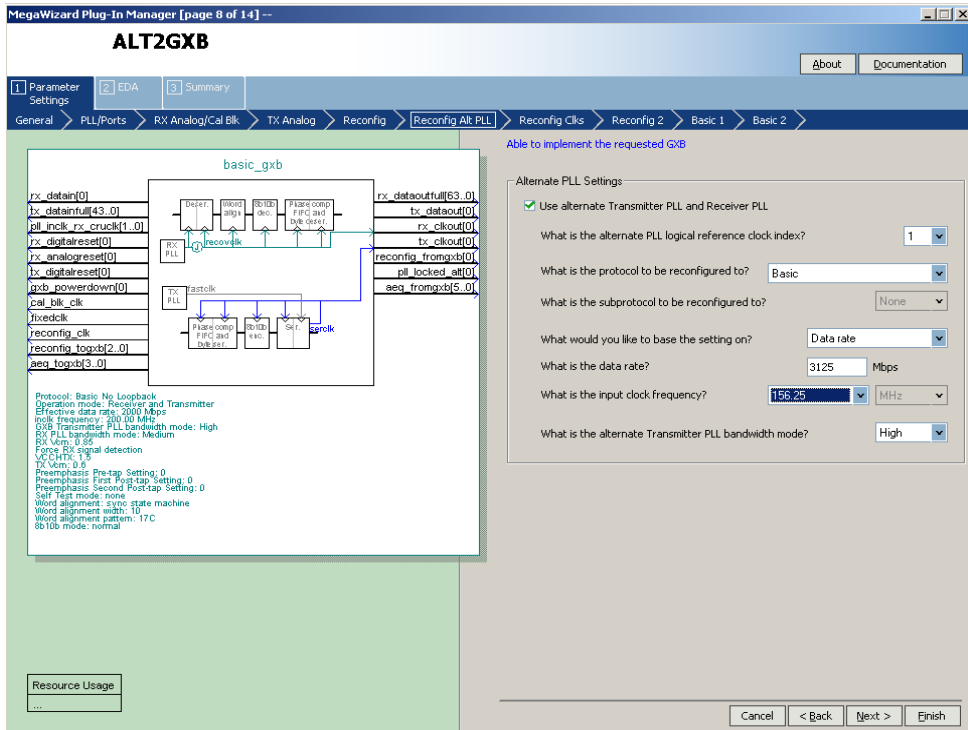 MegaWizard Plug-In Manager [page 8 of 14] --
ALT2GXB
About
Documentation
1 Parameter Settings
2 EDA
3 Summary
General
PLL/Ports
RX Analog/Cal Blk
TX Analog
Reconfig
Reconfig Alt PLL
Reconfig Clks
Reconfig 2
Basic 1
Basic 2
basic_gxb
rx_datain[0]
tx_datainfull[43..0]
pll_inclk_rx_cruclk[1..0]
rx_digitalreset[0]
rx_analogreset[0]
tx_digitalreset[0]
gxb_powerdown[0]
cal_blk_clk
fixedclk
reconfig_clk
reconfig_togxb[2..0]
aeq_togxb[3..0]
rx_dataoutfull[63..0]
tx_dataout[0]
rx_clkout[0]
tx_clkout[0]
reconfig_fromgxb[0]
pll_locked_alt[0]
aeq_fromgxb[5..0]
Deser.
Word align
8b10b dec.
Phase comp FIFO and byte deser.
RX PLL
recovclk
TX PLL
fastclk
Phase comp FIFO and byte ser.
8b10b enc.
Ser.
serclk
Protocol: Basic No Loopback
Operation mode: Receiver and Transmitter
Effective data rate: 2000 Mbps
inclk frequency: 200.00 MHz
GXB Transmitter PLL bandwidth mode: High
RX PLL bandwidth mode: Medium
RX Vcm: 0.85
Force RX signal detection
VCCHTX: 1.5
TX Vcm: 0.6
Preemphasis Pre-tap Setting: 0
Preemphasis First Post-tap Setting: 0
Preemphasis Second Post-tap Setting: 0
Self Test mode: none
Word alignment: sync state machine
Word alignment width: 10
Word alignment pattern: 17C
8b10b mode: normal
Resource Usage
...
Able to implement the requested GXB
Alternate PLL Settings
Use alternate Transmitter PLL and Receiver PLL
What is the alternate PLL logical reference clock index? 1
What is the protocol to be reconfigured to? Basic
What is the subprotocol to be reconfigured to? None
What would you like to base the setting on? Data rate
What is the data rate? 3125 Mbps
What is the input clock frequency? 156.25 MHz
What is the alternate Transmitter PLL bandwidth mode? High
Cancel
< Back
Next >
Finish